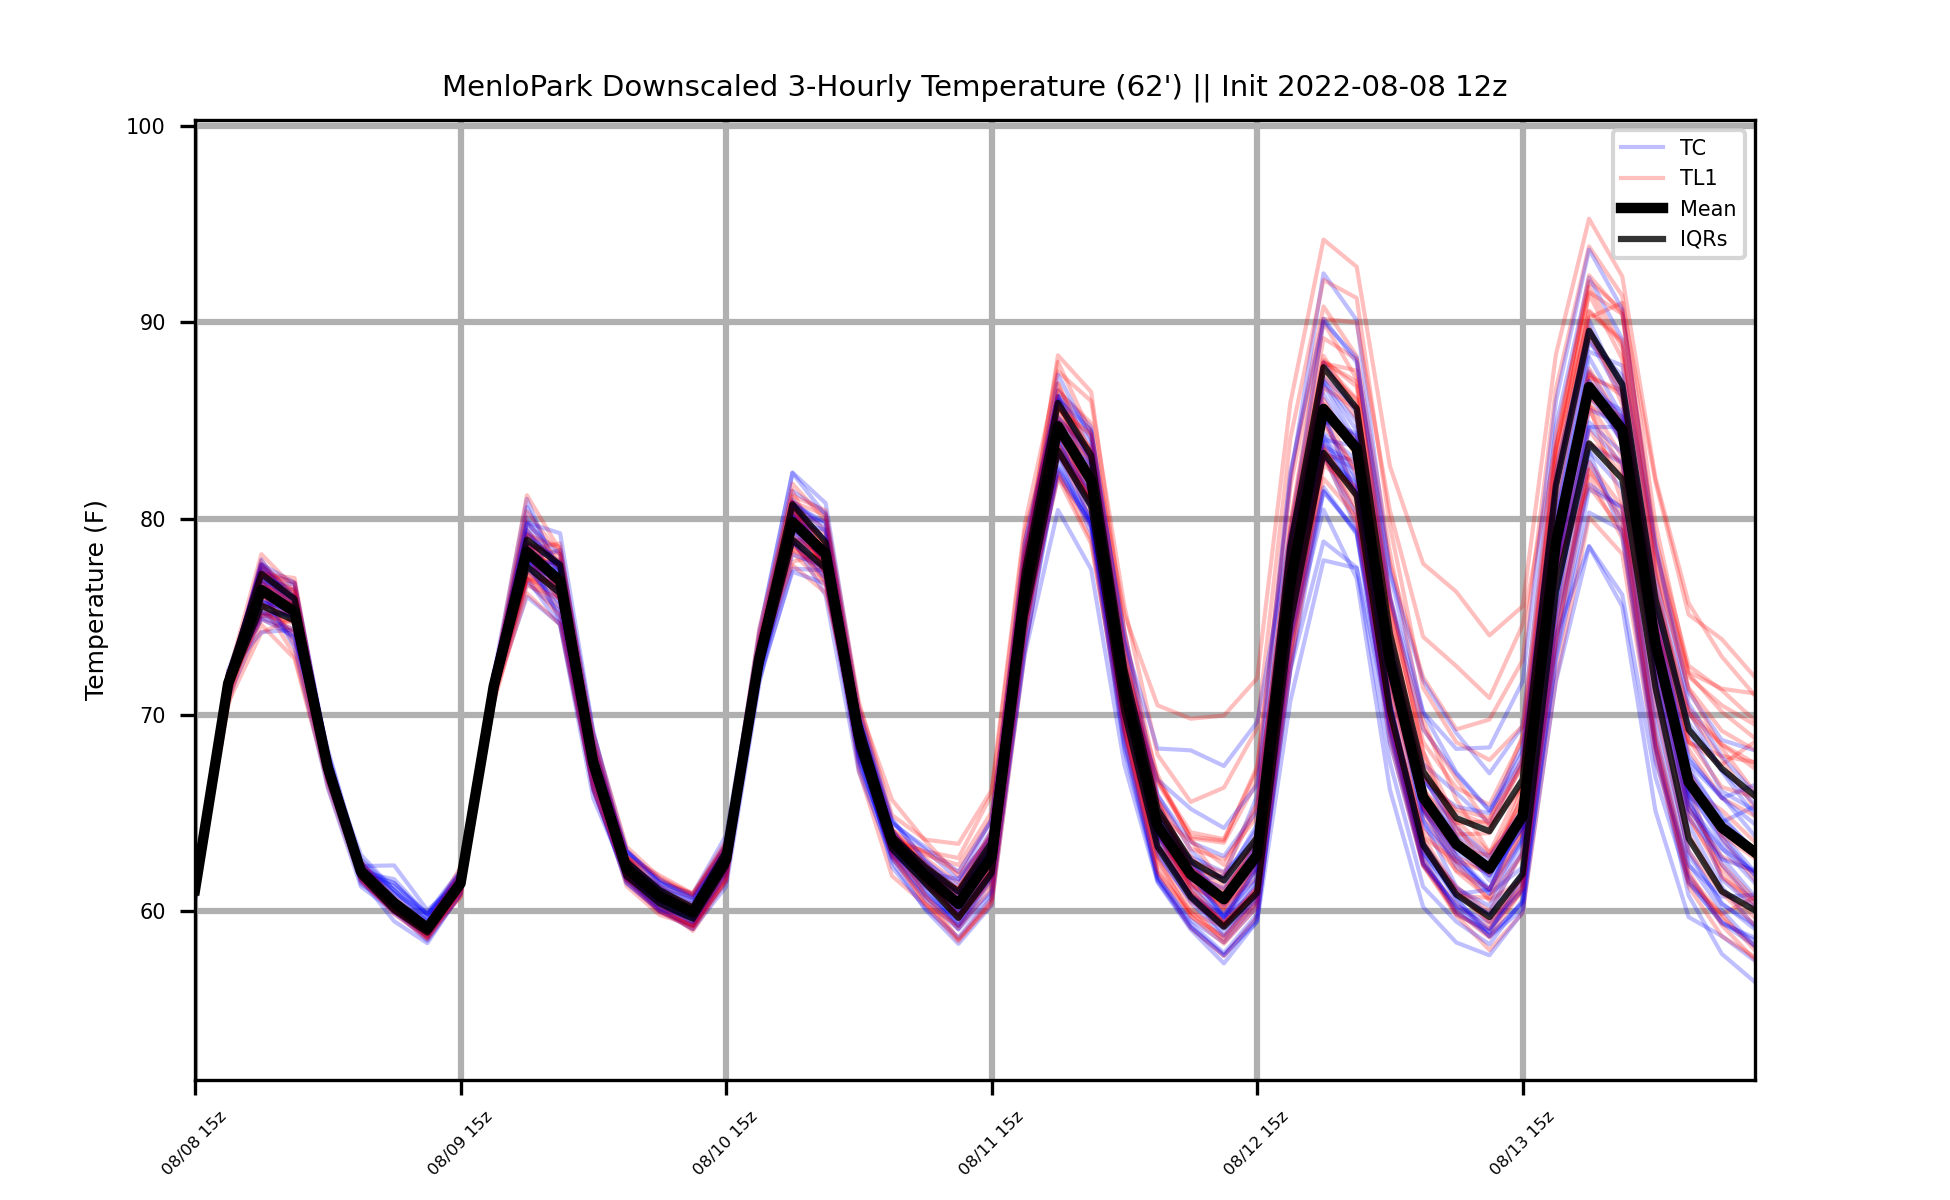 MenloPark Downscaled 3-Hourly Temperature (62') || Init 2022-08-08 12z
100
90
80
70
60
Temperature (F)
TC
TL1
Mean
IQRs
08/08 15z
08/09 15z
08/10 15z
08/11 15z
08/12 15z
08/13 15z